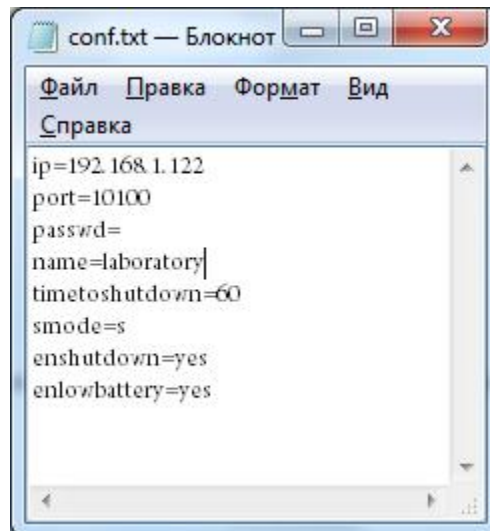 conf.txt — Блокнот
Файл Правка Формат Вид
Справка
ip=192.168.1.122
port=10100
passwd=
name=laboratory
timetoshutdown=60
smode=s
enshutdown=yes
enlowbattery=yes